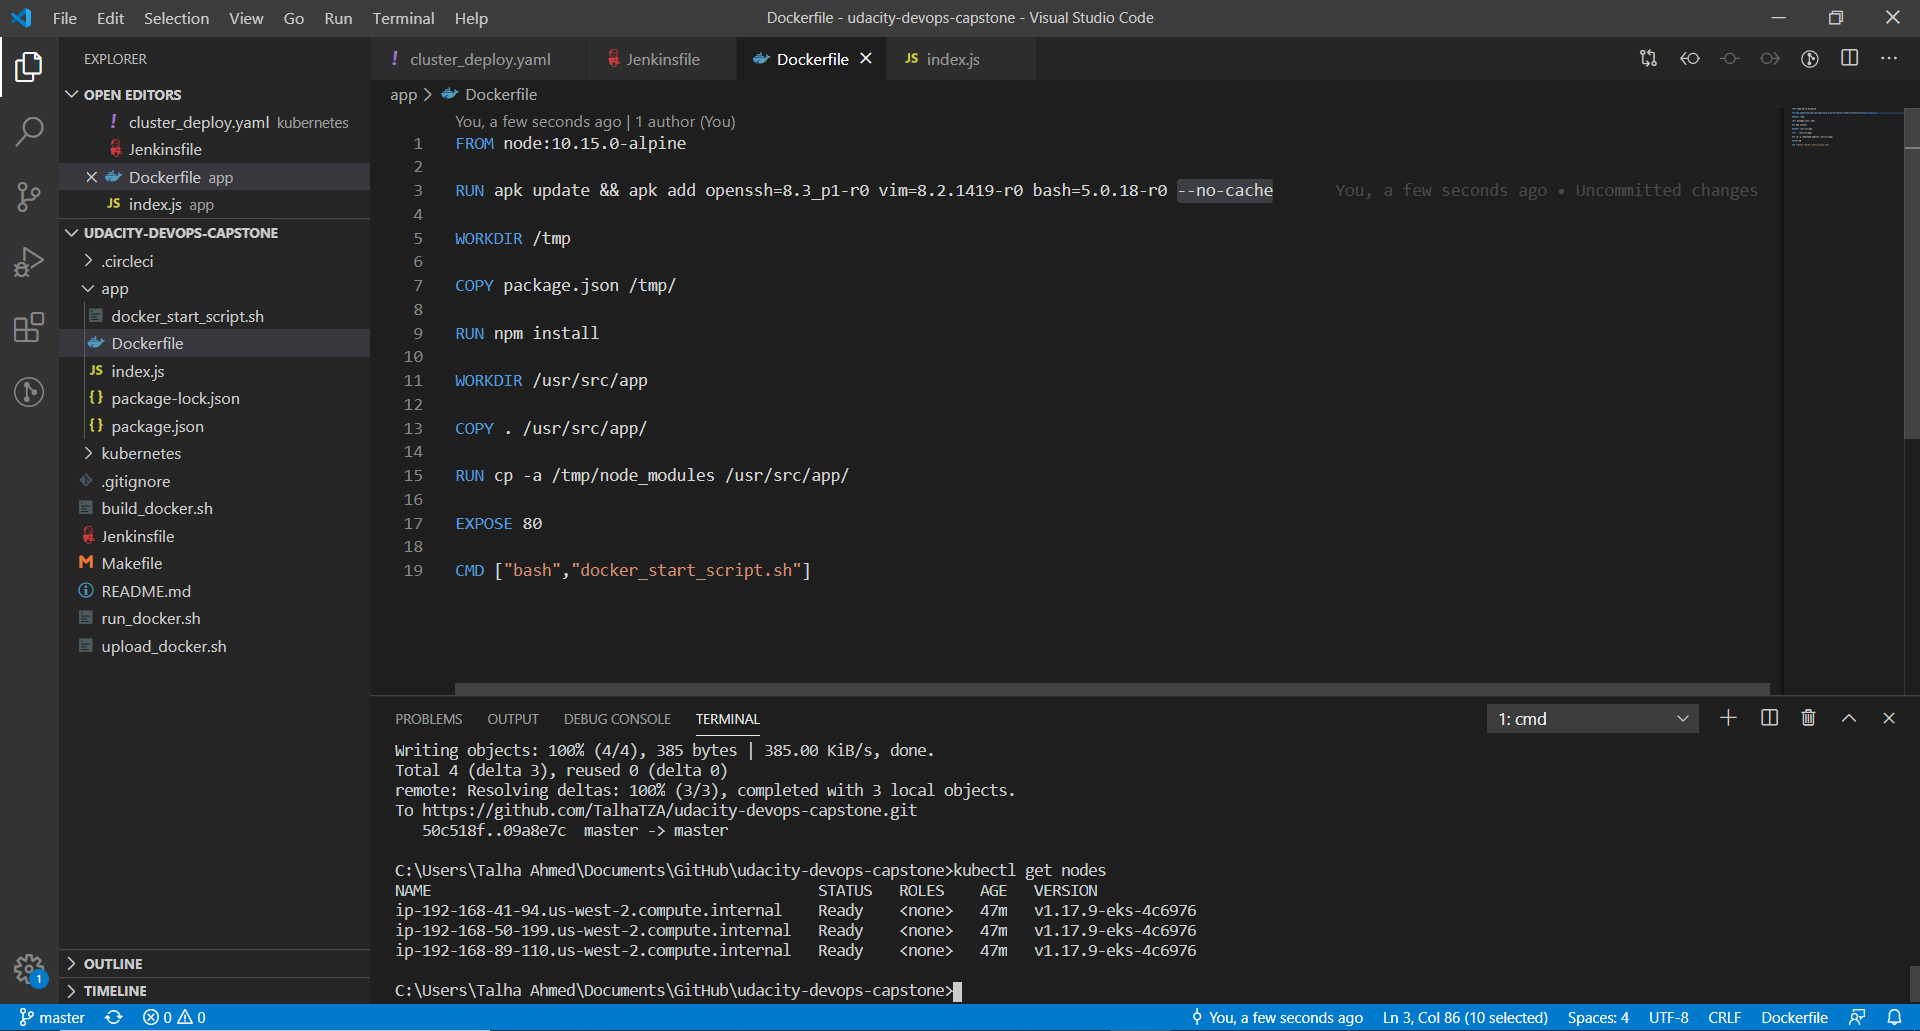 File Edit Selection View Go Run Terminal Help
Dockerfile - udacity-devops-capstone - Visual Studio Code
EXPLORER
OPEN EDITORS
! cluster_deploy.yaml kubernetes
Jenkinsfile
Dockerfile app
JS index.js app
UDACITY-DEVOPS-CAPSTONE
.circleci
app
docker_start_script.sh
Dockerfile
JS index.js
{} package-lock.json
{} package.json
kubernetes
.gitignore
build_docker.sh
Jenkinsfile
M Makefile
README.md
run_docker.sh
upload_docker.sh
OUTLINE
TIMELINE
1
! cluster_deploy.yaml
Jenkinsfile
Dockerfile
JS index.js
app > Dockerfile
You, a few seconds ago | 1 author (You)
1 FROM node:10.15.0-alpine
2
3 RUN apk update && apk add openssh=8.3_p1-r0 vim=8.2.1419-r0 bash=5.0.18-r0 --no-cache You, a few seconds ago • Uncommitted changes
4
5 WORKDIR /tmp
6
7 COPY package.json /tmp/
8
9 RUN npm install
10
11 WORKDIR /usr/src/app
12
13 COPY . /usr/src/app/
14
15 RUN cp -a /tmp/node_modules /usr/src/app/
16
17 EXPOSE 80
18
19 CMD ["bash","docker_start_script.sh"]
PROBLEMS OUTPUT DEBUG CONSOLE TERMINAL
1: cmd
Writing objects: 100% (4/4), 385 bytes | 385.00 KiB/s, done.
Total 4 (delta 3), reused 0 (delta 0)
remote: Resolving deltas: 100% (3/3), completed with 3 local objects.
To https://github.com/TalhaTZA/udacity-devops-capstone.git
50c518f..09a8e7c master -> master
C:\Users\Talha Ahmed\Documents\GitHub\udacity-devops-capstone>kubectl get nodes
NAME STATUS ROLES AGE VERSION
ip-192-168-41-94.us-west-2.compute.internal Ready <none> 47m v1.17.9-eks-4c6976
ip-192-168-50-199.us-west-2.compute.internal Ready <none> 47m v1.17.9-eks-4c6976
ip-192-168-89-110.us-west-2.compute.internal Ready <none> 47m v1.17.9-eks-4c6976
C:\Users\Talha Ahmed\Documents\GitHub\udacity-devops-capstone>
master 0 0
You, a few seconds ago Ln 3, Col 86 (10 selected) Spaces: 4 UTF-8 CRLF Dockerfile